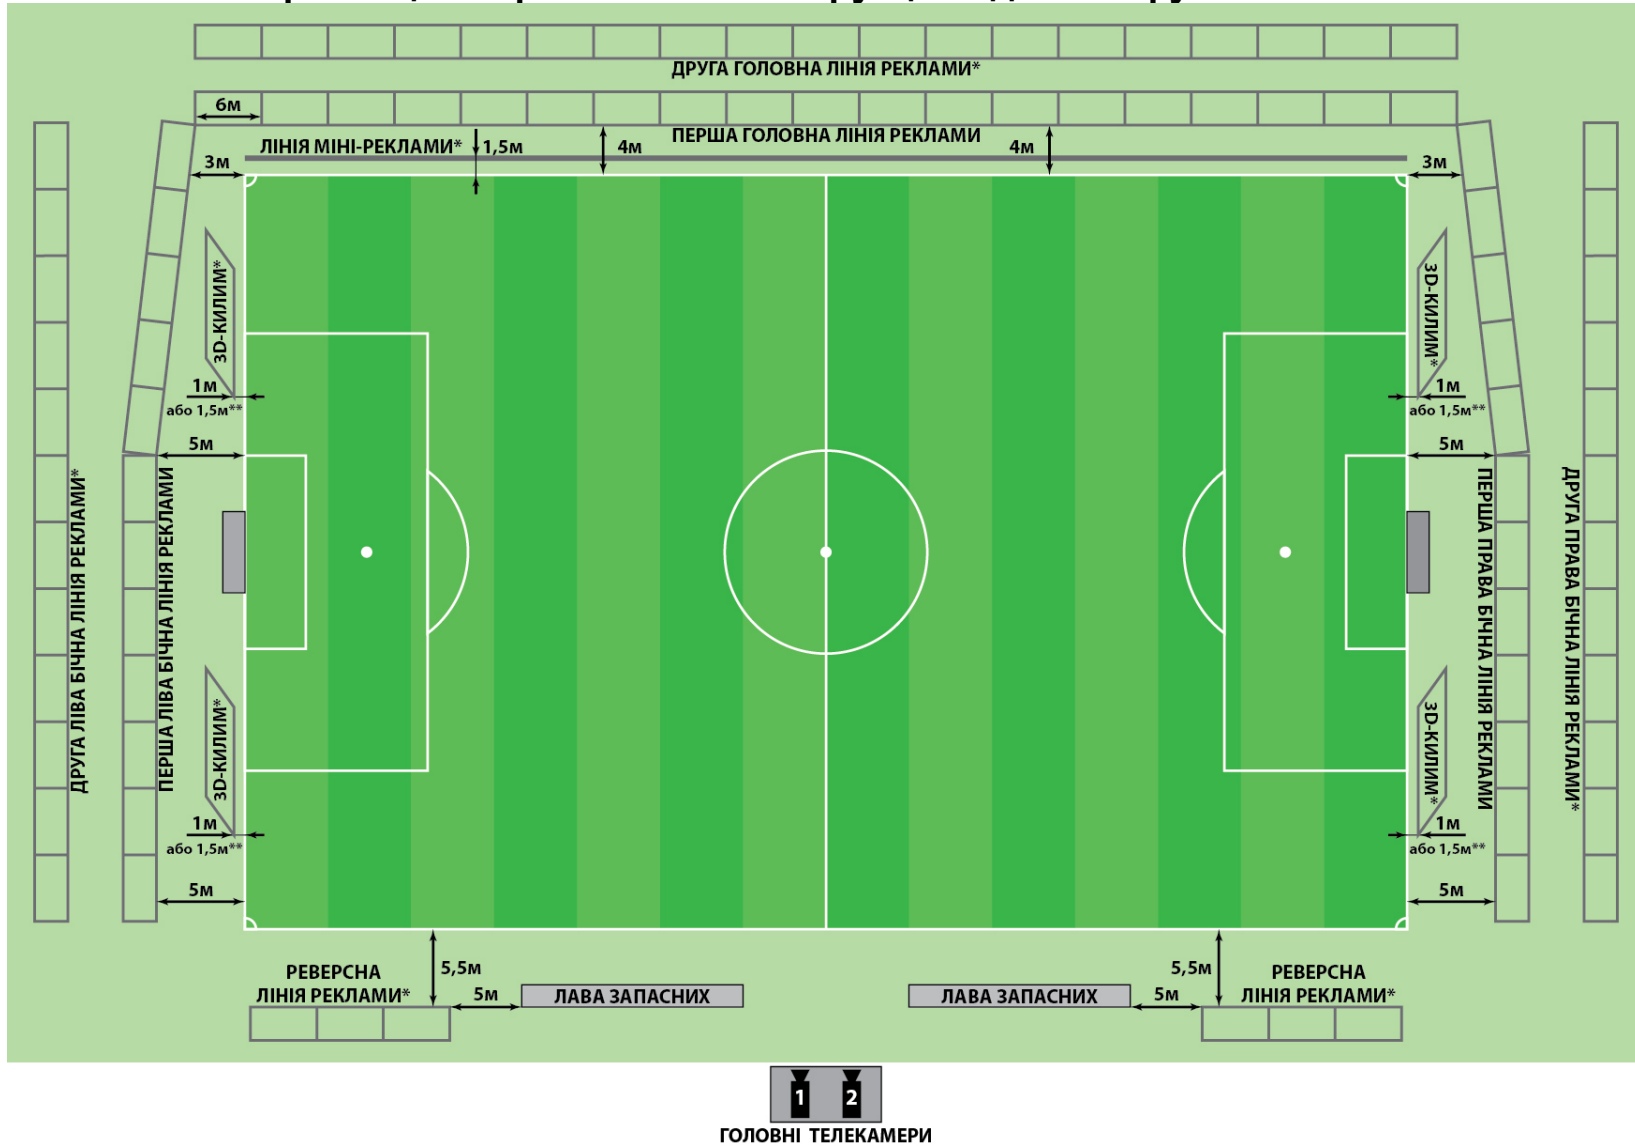 ДРУГА ГОЛОВНА ЛІНІЯ РЕКЛАМИ*
6м
ПЕРША ГОЛОВНА ЛІНІЯ РЕКЛАМИ
ЛІНІЯ МІНІ-РЕКЛАМИ*
1,5м
4м
4м
3м
3м
3D-КИЛИМ*
3D-КИЛИМ*
1м
або 1,5м**
1м
або 1,5м**
5м
5м
ДРУГА ЛІВА БІЧНА ЛІНІЯ РЕКЛАМИ*
ПЕРША ЛІВА БІЧНА ЛІНІЯ РЕКЛАМИ
ПЕРША ПРАВА БІЧНА ЛІНІЯ РЕКЛАМИ
ДРУГА ПРАВА БІЧНА ЛІНІЯ РЕКЛАМИ*
3D-КИЛИМ*
3D-КИЛИМ*
1м
або 1,5м**
1м
або 1,5м**
5м
5м
РЕВЕРСНА
ЛІНІЯ РЕКЛАМИ*
5,5м
5м
ЛАВА ЗАПАСНИХ
ЛАВА ЗАПАСНИХ
5м
5,5м
РЕВЕРСНА
ЛІНІЯ РЕКЛАМИ*
1
2
ГОЛОВНІ ТЕЛЕКАМЕРИ